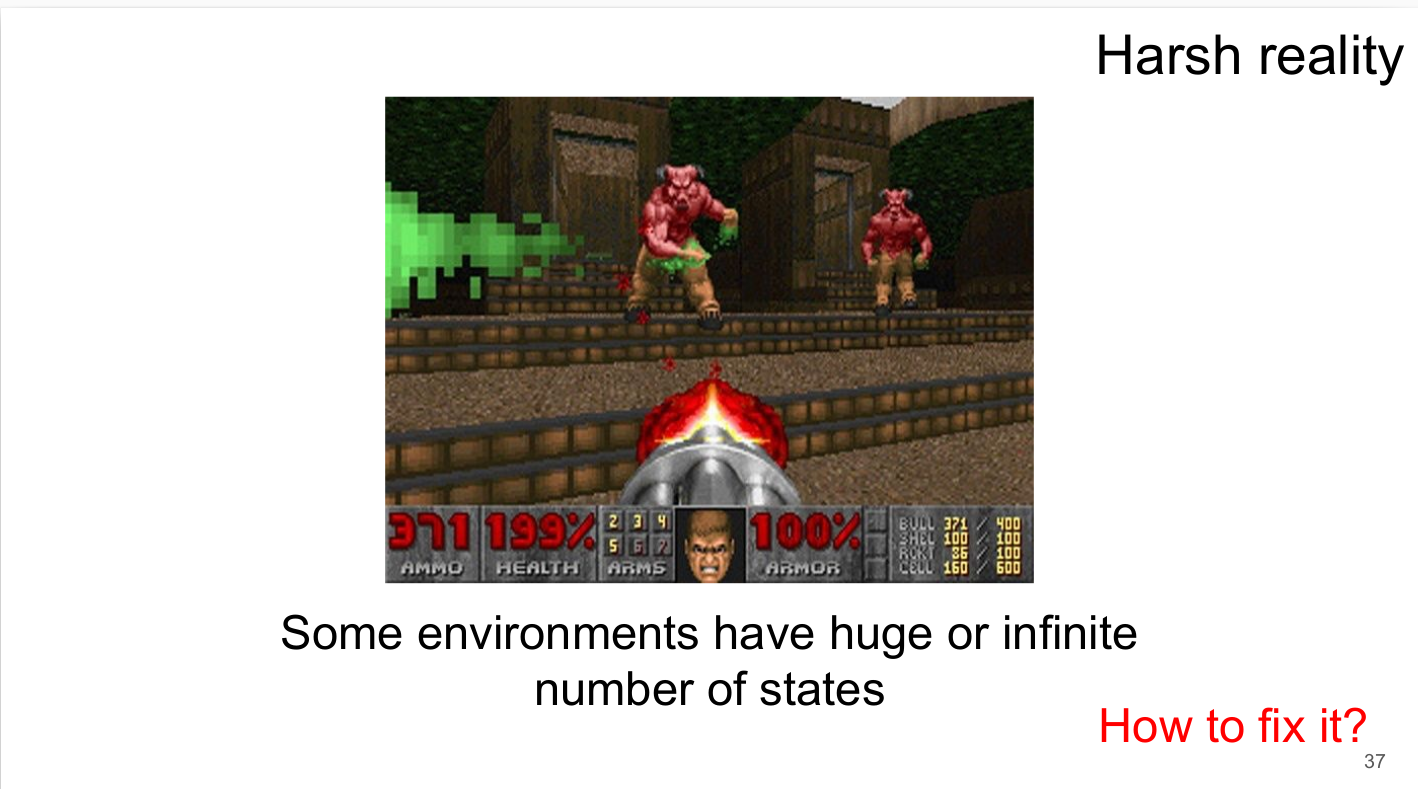 Harsh reality
371 199% 2 3 4 100% BULL 371 / 400
5 6 7 SHEL 100 / 100
RCKT 86 / 100
AMMO HEALTH ARMS ARMOR CELL 160 / 600
Some environments have huge or infinite
number of states
How to fix it?
37